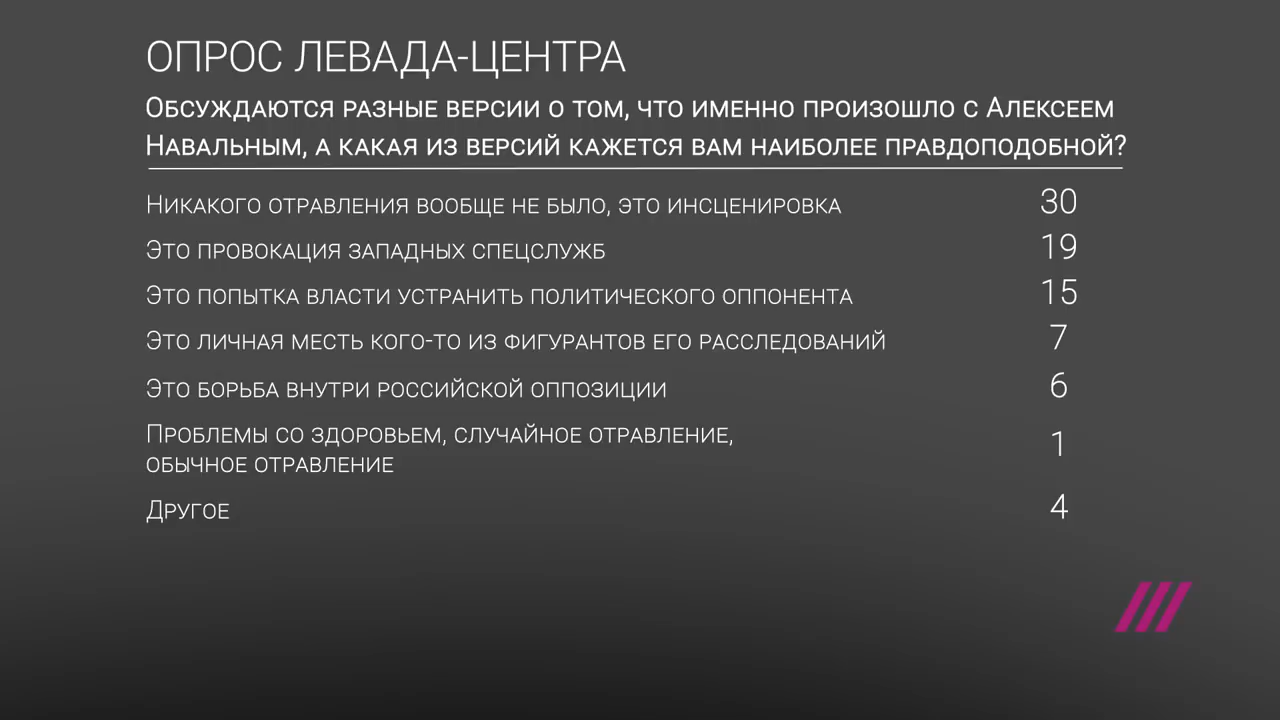 ОПРОС ЛЕВАДА-ЦЕНТРА
Обсуждаются разные версии о том, что именно произошло с Алексеем
Навальным, а какая из версий кажется вам наиболее правдоподобной?
Никакого отравления вообще не было, это инсценировка 30
Это провокация западных спецслужб 19
Это попытка власти устранить политического оппонента 15
Это личная месть кого-то из фигурантов его расследований 7
Это борьба внутри российской оппозиции 6
Проблемы со здоровьем, случайное отравление,
обычное отравление 1
Другое 4